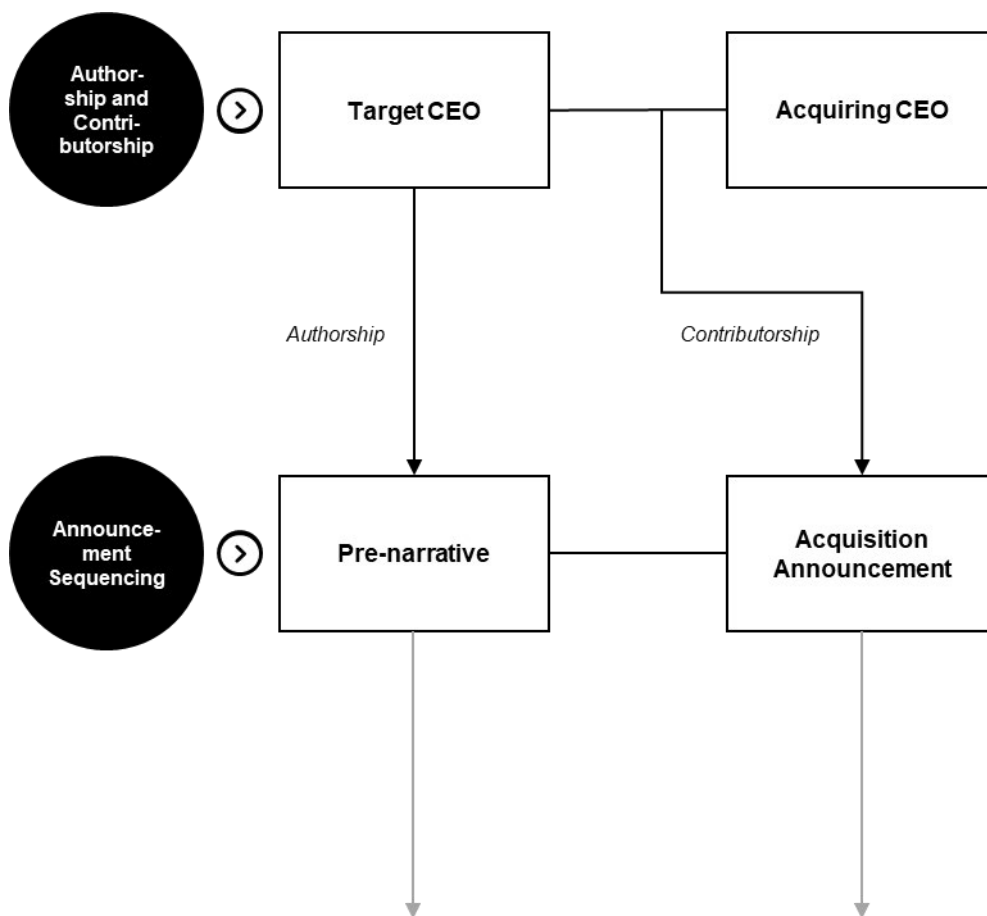 Author-
ship and
Contri-
butorship
Target CEO
Acquiring CEO
Authorship
Contributorship
Announce-
ment
Sequencing
Pre-narrative
Acquisition
Announcement